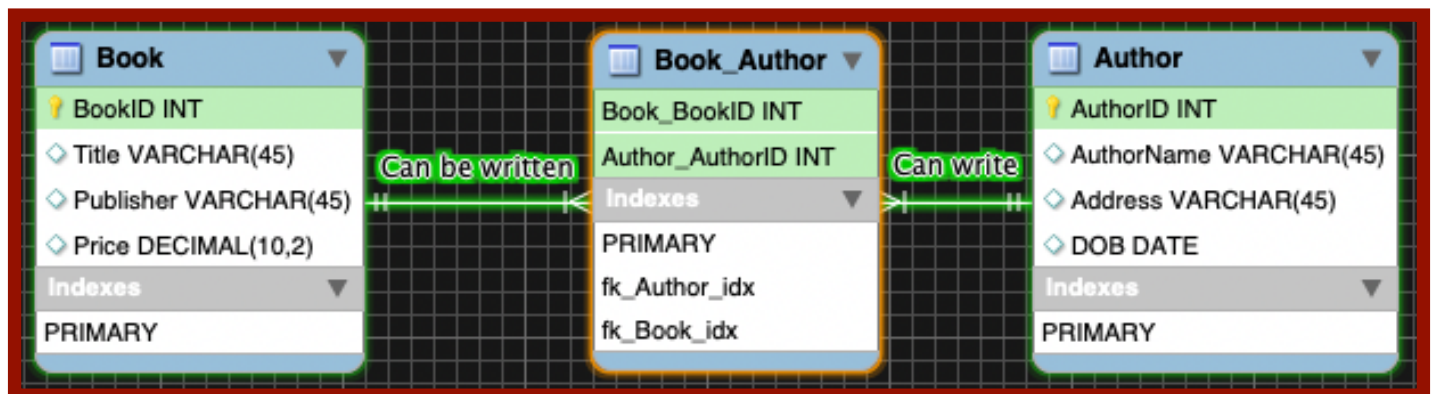 Book
BookID INT
Title VARCHAR(45)
Publisher VARCHAR(45)
Price DECIMAL(10,2)
Indexes
PRIMARY
Can be written
Book_Author
Book_BookID INT
Author_AuthorID INT
Indexes
PRIMARY
fk_Author_idx
fk_Book_idx
Can write
Author
AuthorID INT
AuthorName VARCHAR(45)
Address VARCHAR(45)
DOB DATE
Indexes
PRIMARY